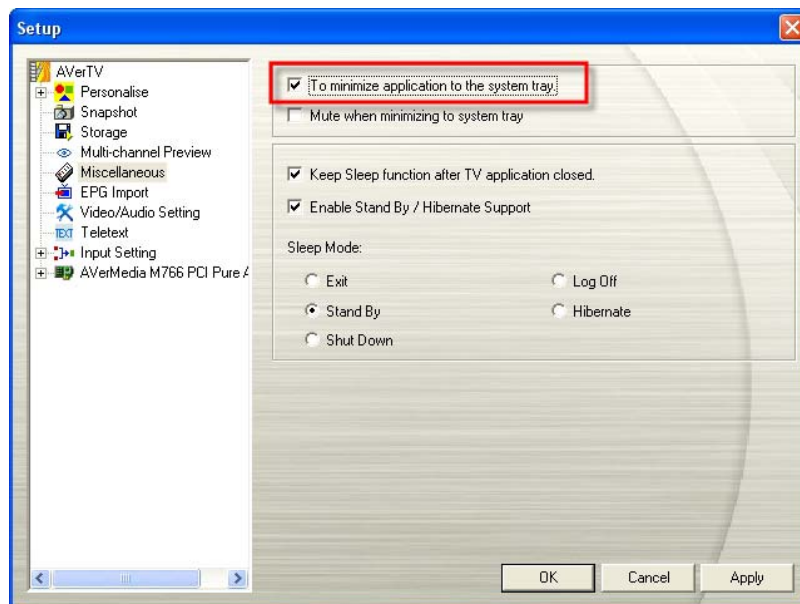 Setup
AVerTV
Personalise
Snapshot
Storage
Multi-channel Preview
Miscellaneous
EPG Import
Video/Audio Setting
TEXT Teletext
Input Setting
AVerMedia M766 PCI Pure A
To minimize application to the system tray.
Mute when minimizing to system tray
Keep Sleep function after TV application closed.
Enable Stand By / Hibernate Support
Sleep Mode:
Exit
Log Off
Stand By
Hibernate
Shut Down
OK
Cancel
Apply